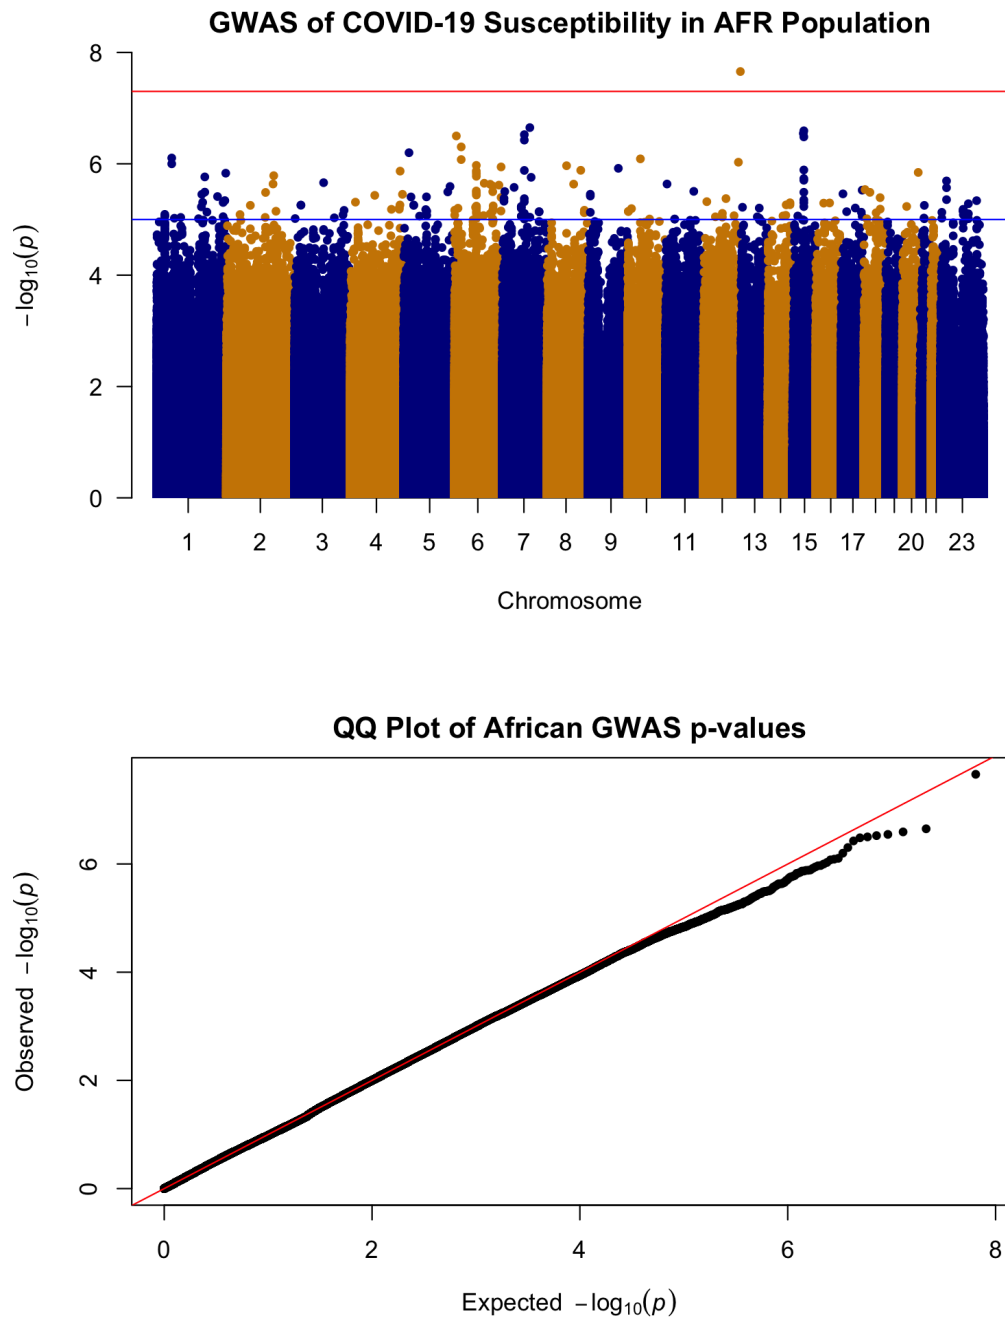 GWAS of COVID-19 Susceptibility in AFR Population
8
6
4
2
0
−log10(p)
1 2 3 4 5 6 7 8 9 11 13 15 17 20 23
Chromosome
QQ Plot of African GWAS p-values
6
4
2
0
Observed −log10(p)
0 2 4 6 8
Expected −log10(p)